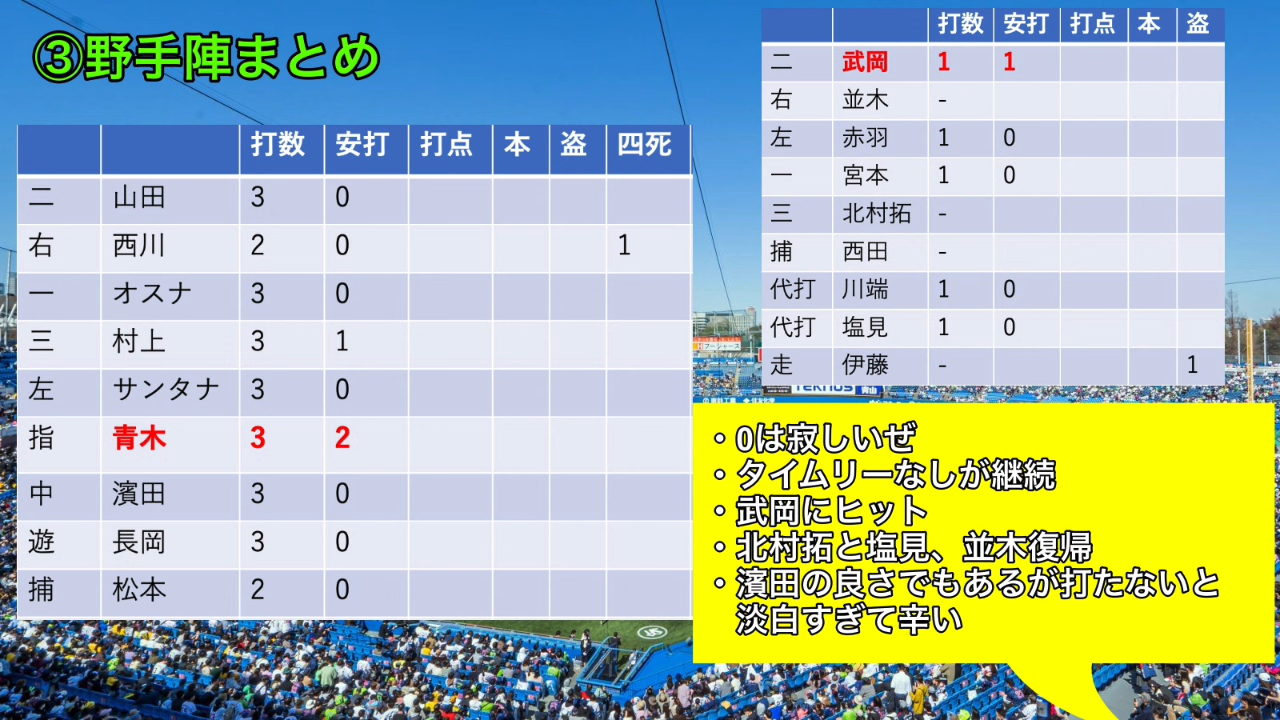 ③野手陣まとめ
打数 安打 打点 本 盗 四死
二 山田 3 0
右 西川 2 0 1
一 オスナ 3 0
三 村上 3 1
左 サンタナ 3 0
指 青木 3 2
中 濱田 3 0
遊 長岡 3 0
捕 松本 2 0
打数 安打 打点 本 盗
二 武岡 1 1
右 並木 -
左 赤羽 1 0
一 宮本 1 0
三 北村拓 -
捕 西田 -
代打 川端 1 0
代打 塩見 1 0
走 伊藤 - 1
・0は寂しいぜ
・タイムリーなしが継続
・武岡にヒット
・北村拓と塩見、並木復帰
・濱田の良さでもあるが打たないと
淡白すぎて辛い